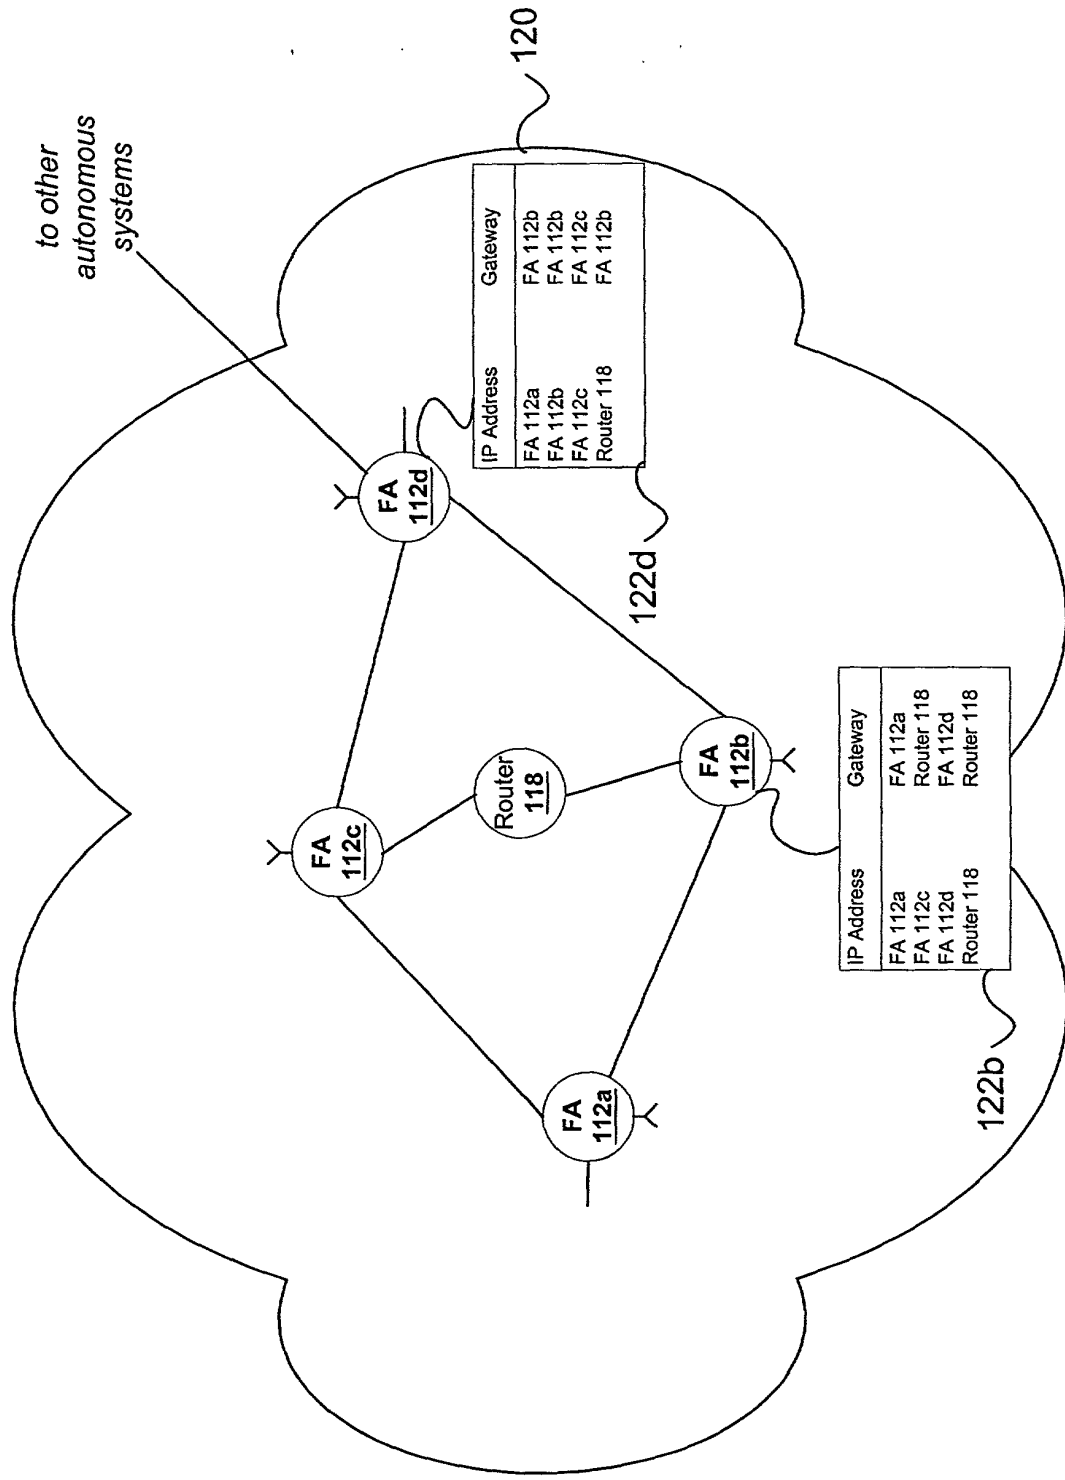 to other
autonomous
systems
120
FA
112d
IP Address Gateway
FA 112a FA 112b
FA 112b FA 112b
FA 112c FA 112c
Router 118 FA 112b
122d
FA
112c
Router
118
FA
112b
FA
112a
IP Address Gateway
FA 112a FA 112a
FA 112c Router 118
FA 112d FA 112d
Router 118 Router 118
122b